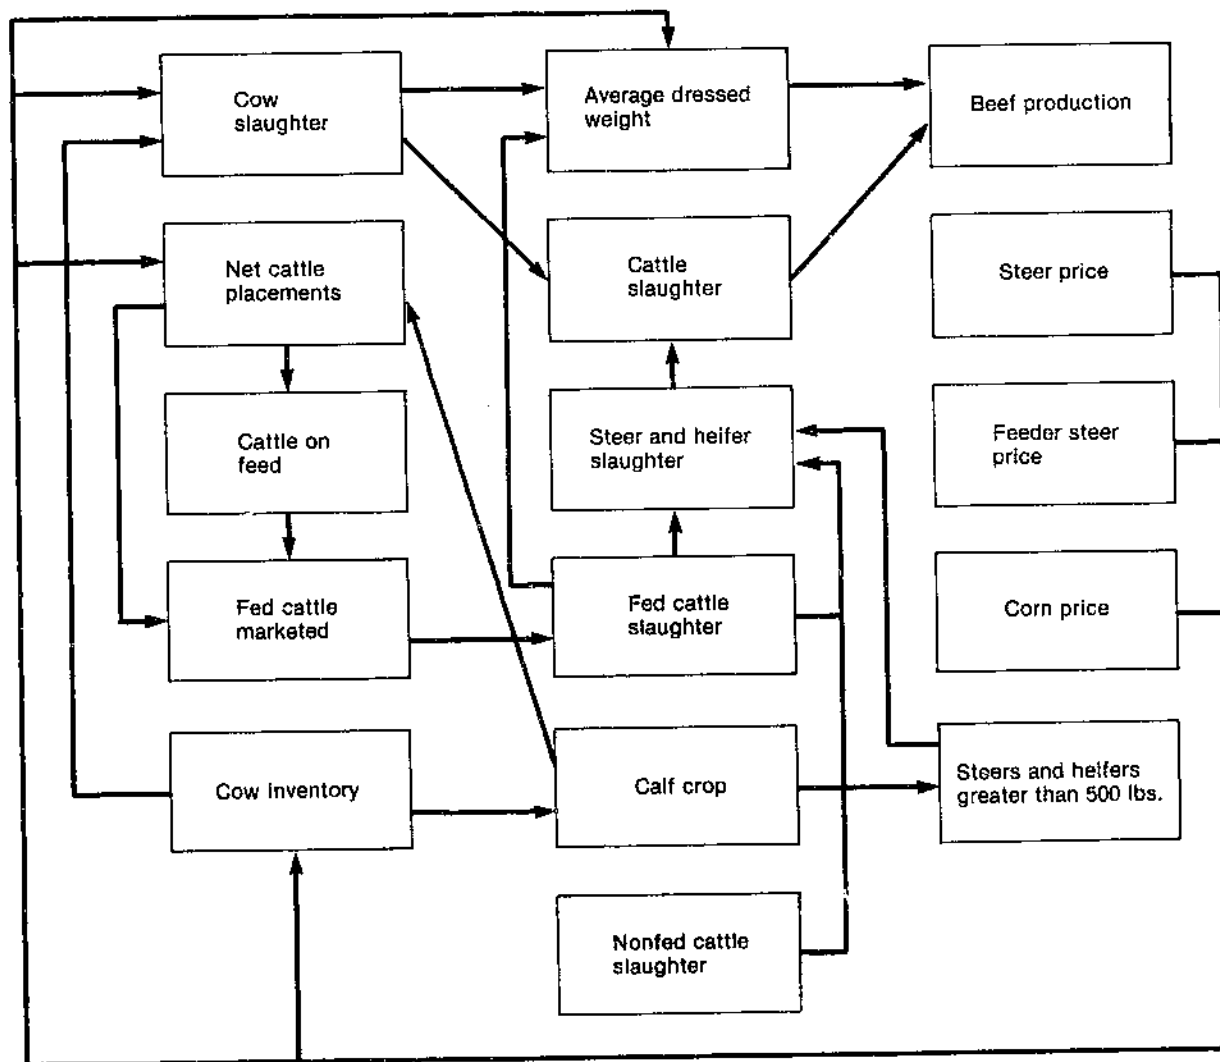 Cow
slaughter
Average dressed
weight
Beef production
Net cattle
placements
Cattle
slaughter
Steer price
Cattle on
feed
Steer and heifer
slaughter
Feeder steer
price
Fed cattle
marketed
Fed cattle
slaughter
Corn price
Cow inventory
Calf crop
Steers and heifers
greater than 500 lbs.
Nonfed cattle
slaughter